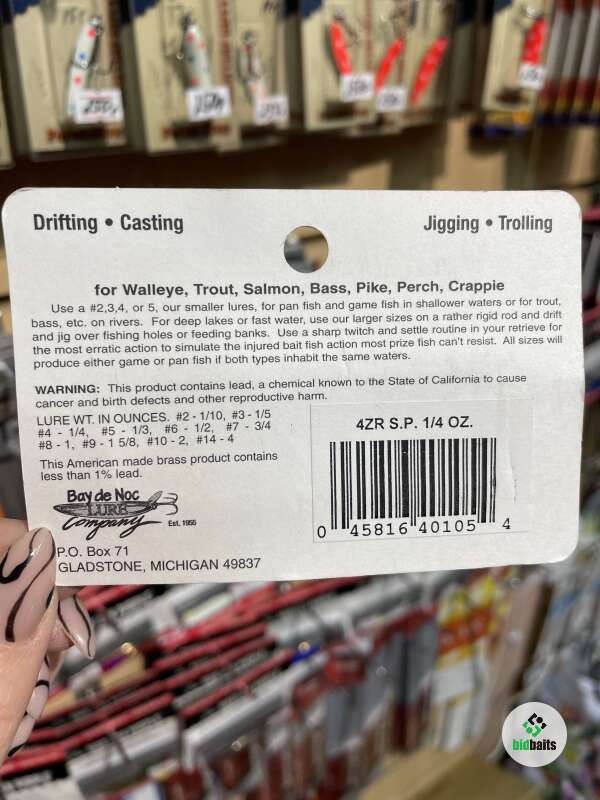 Drifting • Casting
Jigging • Trolling
for Walleye, Trout, Salmon, Bass, Pike, Perch, Crappie
Use a #2,3,4, or 5, our smaller lures, for pan fish and game fish in shallower waters or for trout,
bass, etc. on rivers. For deep lakes or fast water, use our larger sizes on a rather rigid rod and drift
and jig over fishing holes or feeding banks. Use a sharp twitch and settle routine in your retrieve for
the most erratic action to simulate the injured bait fish action most prize fish can't resist. All sizes will
produce either game or pan fish if both types inhabit the same waters.
WARNING: This product contains lead, a chemical known to the State of California to cause
cancer and birth defects and other reproductive harm.
LURE WT. IN OUNCES. #2 - 1/10, #3 - 1/5
#4 - 1/4, #5 - 1/3, #6 - 1/2, #7 - 3/4
#8 - 1, #9 - 1 5/8, #10 - 2, #14 - 4
This American made brass product contains
less than 1% lead.
Bay de Noc
LURE
Company
Est. 1955
P.O. Box 71
GLADSTONE, MICHIGAN 49837
4ZR S.P. 1/4 OZ.
0 45816 40105 4
bidbaits